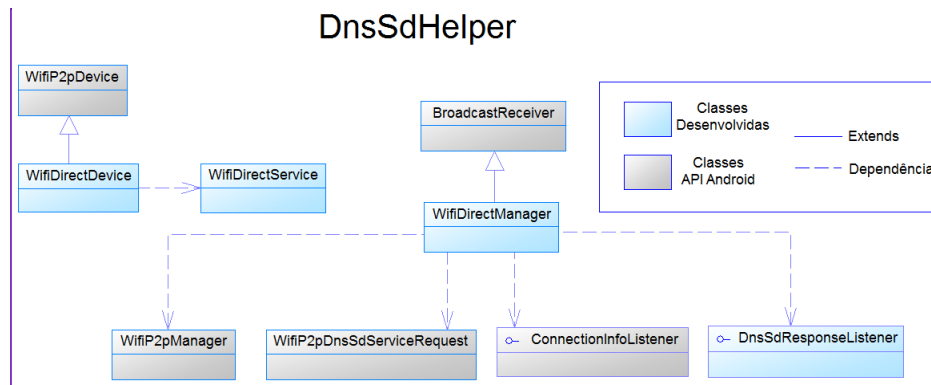 DnsSdHelper
WifiP2pDevice
BroadcastReceiver
Classes
Desenvolvidas
Extends
Classes
API Android
Dependência
WifiDirectDevice
WifiDirectService
WifiDirectManager
WifiP2pManager
WifiP2pDnsSdServiceRequest
ConnectionInfoListener
DnsSdResponseListener